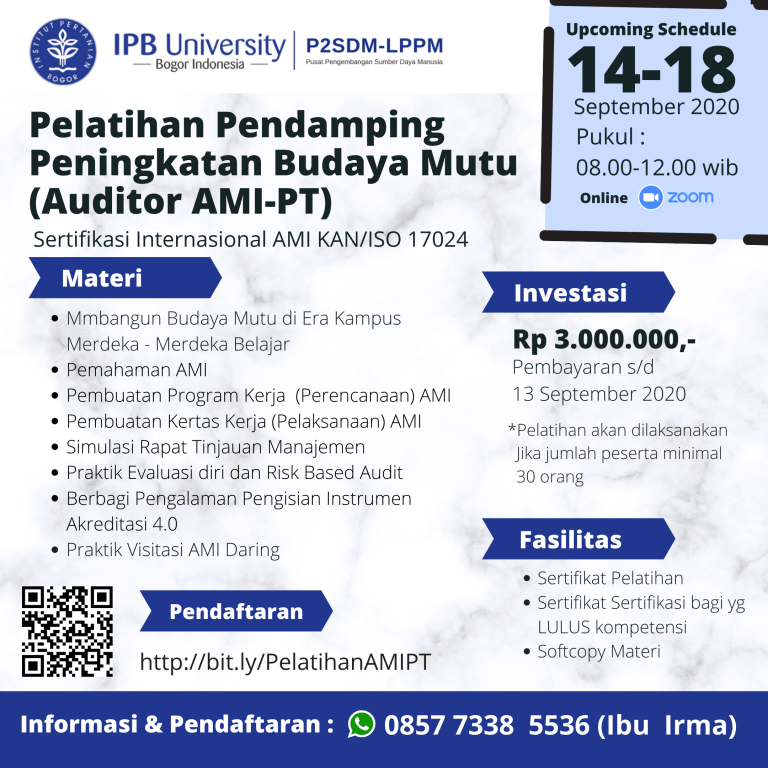 INSTITUT PERTANIAN
BOGOR
IPB University
Bogor Indonesia
P2SDM-LPPM
Pusat Pengembangan Sumber Daya Manusia
Upcoming Schedule
14-18
September 2020
Pukul :
08.00-12.00 wib
Online zoom
Pelatihan Pendamping
Peningkatan Budaya Mutu
(Auditor AMI-PT)
Sertifikasi Internasional AMI KAN/ISO 17024
Materi
• Mmbangun Budaya Mutu di Era Kampus
Merdeka - Merdeka Belajar
• Pemahaman AMI
• Pembuatan Program Kerja (Perencanaan) AMI
• Pembuatan Kertas Kerja (Pelaksanaan) AMI
• Simulasi Rapat Tinjauan Manajemen
• Praktik Evaluasi diri dan Risk Based Audit
• Berbagi Pengalaman Pengisian Instrumen
Akreditasi 4.0
• Praktik Visitasi AMI Daring
Investasi
Rp 3.000.000,-
Pembayaran s/d
13 September 2020
*Pelatihan akan dilaksanakan
Jika jumlah peserta minimal
30 orang
Fasilitas
• Sertifikat Pelatihan
• Sertifikat Sertifikasi bagi yg
LULUS kompetensi
• Softcopy Materi
Pendaftaran
http://bit.ly/PelatihanAMIPT
Informasi & Pendaftaran : 0857 7338 5536 (Ibu Irma)